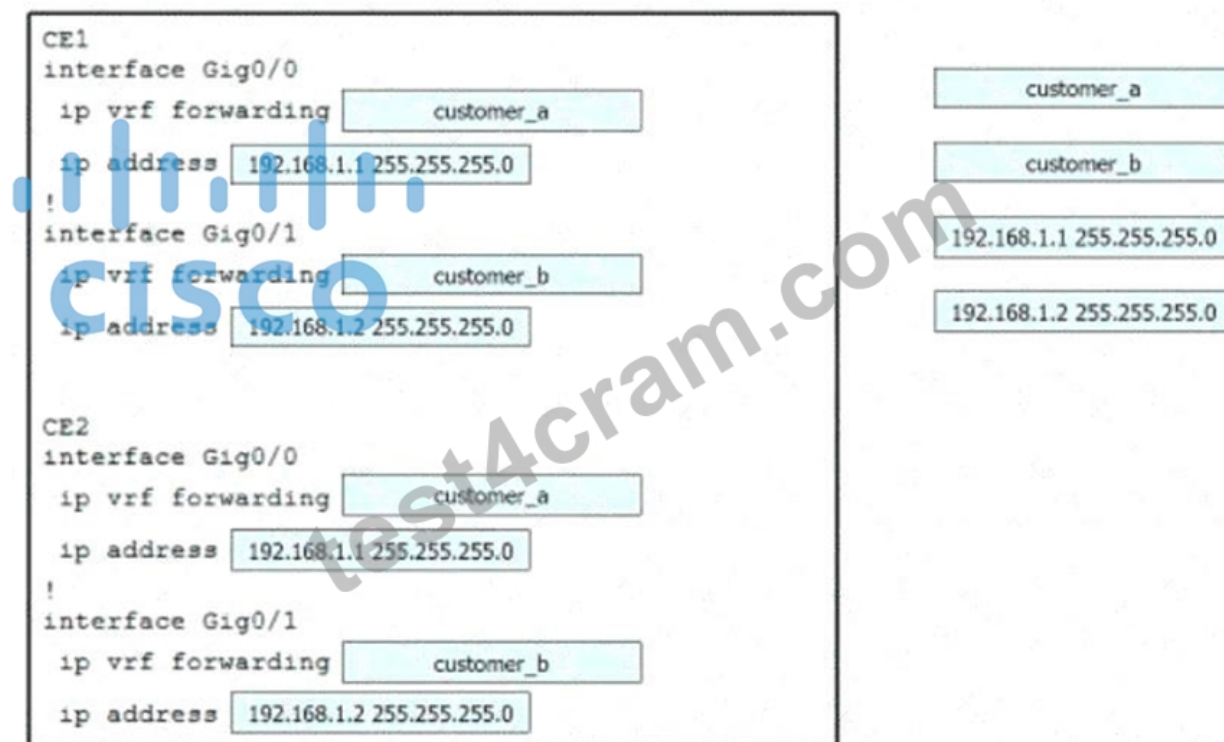 CE1
interface Gig0/0
ip vrf forwarding customer_a
ip address 192.168.1.1 255.255.255.0
!
interface Gig0/1
ip vrf forwarding customer_b
ip address 192.168.1.2 255.255.255.0
CE2
interface Gig0/0
ip vrf forwarding customer_a
ip address 192.168.1.1 255.255.255.0
!
interface Gig0/1
ip vrf forwarding customer_b
ip address 192.168.1.2 255.255.255.0
customer_a
customer_b
192.168.1.1 255.255.255.0
192.168.1.2 255.255.255.0
CISCO
test4cram.com